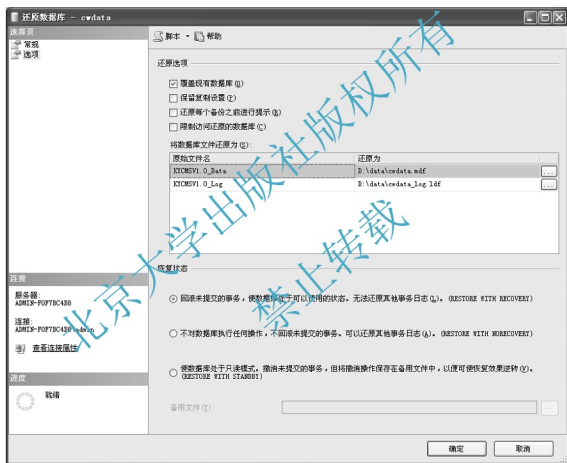 还原数据库 - cwdata
选择页
常规
选项
脚本
帮助
还原选项
覆盖现有数据库(O)
保留复制设置(P)
还原每个备份之前进行提示(R)
限制访问还原的数据库(C)
将数据库文件还原为(S):
原始文件名 还原为
KYCMSV1.0_Data D:\data\cwdata.mdf ...
KYCMSV1.0_Log D:\data\cwdata_log.ldf ...
恢复状态
回滚未提交的事务，使数据库处于可以使用的状态。无法还原其他事务日志(L)。(RESTORE WITH RECOVERY)
不对数据库执行任何操作，不回滚未提交的事务。可以还原其他事务日志(A)。(RESTORE WITH NORECOVERY)
使数据库处于只读模式。撤消未提交的事务，但将撤消操作保存在备用文件中，以便可使恢复效果逆转(V)。
(RESTORE WITH STANDBY)
备用文件(T):
连接
服务器:
连接:
查看连接属性
进度
就绪
确定
取消
北京大学出版社版权所有
禁止转载